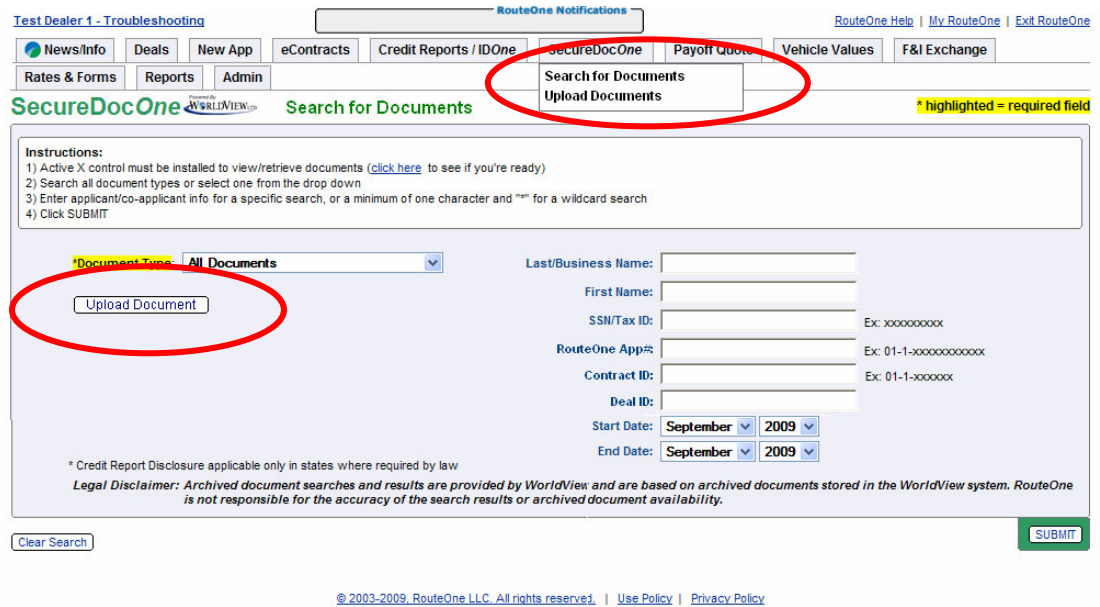 RouteOne Notifications
Test Dealer 1 - Troubleshooting
RouteOne Help | My RouteOne | Exit RouteOne
News/Info Deals New App eContracts Credit Reports / IDOne SecureDocOne Payoff Quote Vehicle Values F&I Exchange
Rates & Forms Reports Admin
Search for Documents
Upload Documents
SecureDocOne Powered By WORLDVIEW LTD Search for Documents * highlighted = required field
Instructions:
1) Active X control must be installed to view/retrieve documents (click here to see if you're ready)
2) Search all document types or select one from the drop down
3) Enter applicant/co-applicant info for a specific search, or a minimum of one character and "*" for a wildcard search
4) Click SUBMIT
*Document Type: All Documents
Upload Document
Last/Business Name:
First Name:
SSN/Tax ID: Ex: xxxxxxxxx
RouteOne App#: Ex: 01-1-xxxxxxxxxxx
Contract ID: Ex: 01-1-xxxxxx
Deal ID:
Start Date: September 2009
End Date: September 2009
* Credit Report Disclosure applicable only in states where required by law
Legal Disclaimer: Archived document searches and results are provided by WorldView and are based on archived documents stored in the WorldView system. RouteOne
is not responsible for the accuracy of the search results or archived document availability.
Clear Search
SUBMIT
© 2003-2009, RouteOne LLC. All rights reserved. | Use Policy | Privacy Policy